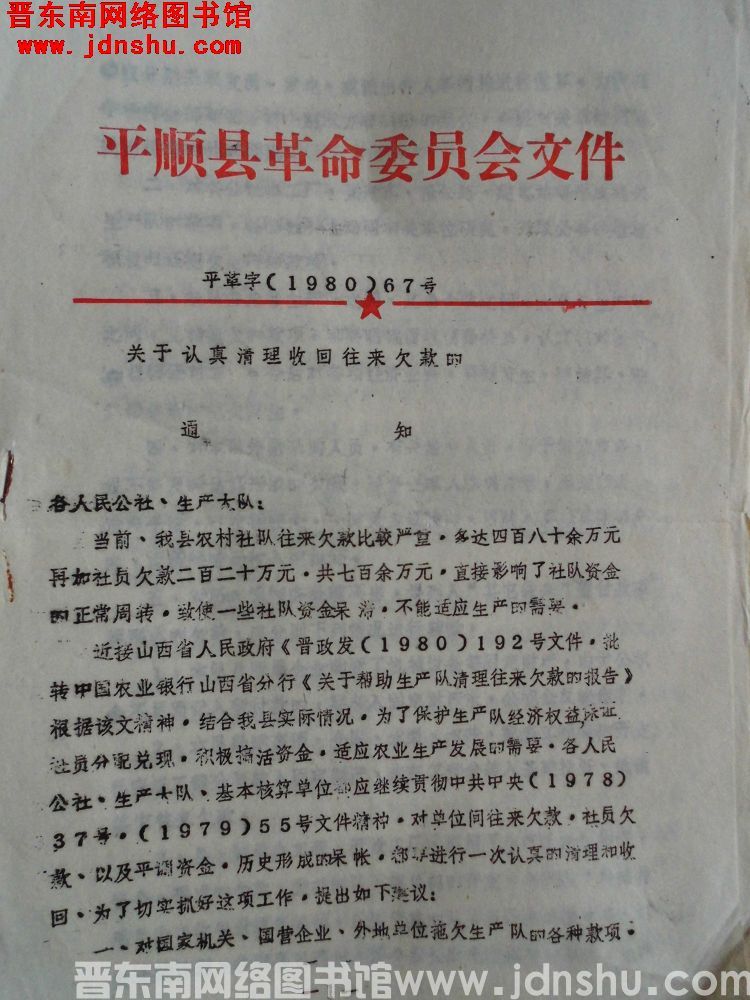 晋东南网络图书馆
www.jdnshu.com
平顺县革命委员会文件
平革字(1980)67号
关于认真清理收回往来欠款的
通 知
各人民公社、生产大队：
当前、我县农村社队往来欠款比较严重·多达四百八十余万元
再加社员欠款二百二十万元·共七百余万元·直接影响了社队资金
的正常周转·致使一些社队资金呆滞·不能适应生产的需要·
近接山西省人民政府《晋政发(1980)192号文件·批
转中国农业银行山西省分行《关于帮助生产队清理往来欠款的报告》
根据该文精神·结合我县实际情况·为了保护生产队经济权益,保证
社员分配兑现·积极搞活资金·适应农业生产发展的需要·各人民
公社、生产大队、基本核算单位都应继续贯彻中共中央(1978)
37号·(1979)55号文件精神·对单位间往来欠款·社员欠
款、以及平调资金·历史形成的呆帐·都要进行一次认真的清理和收
回·为了切实抓好这项工作·提出如下建议：
一、对国家机关、国营企业、外地单位拖欠生产队的各种款项·
晋东南网络图书馆www.jdnshu.com